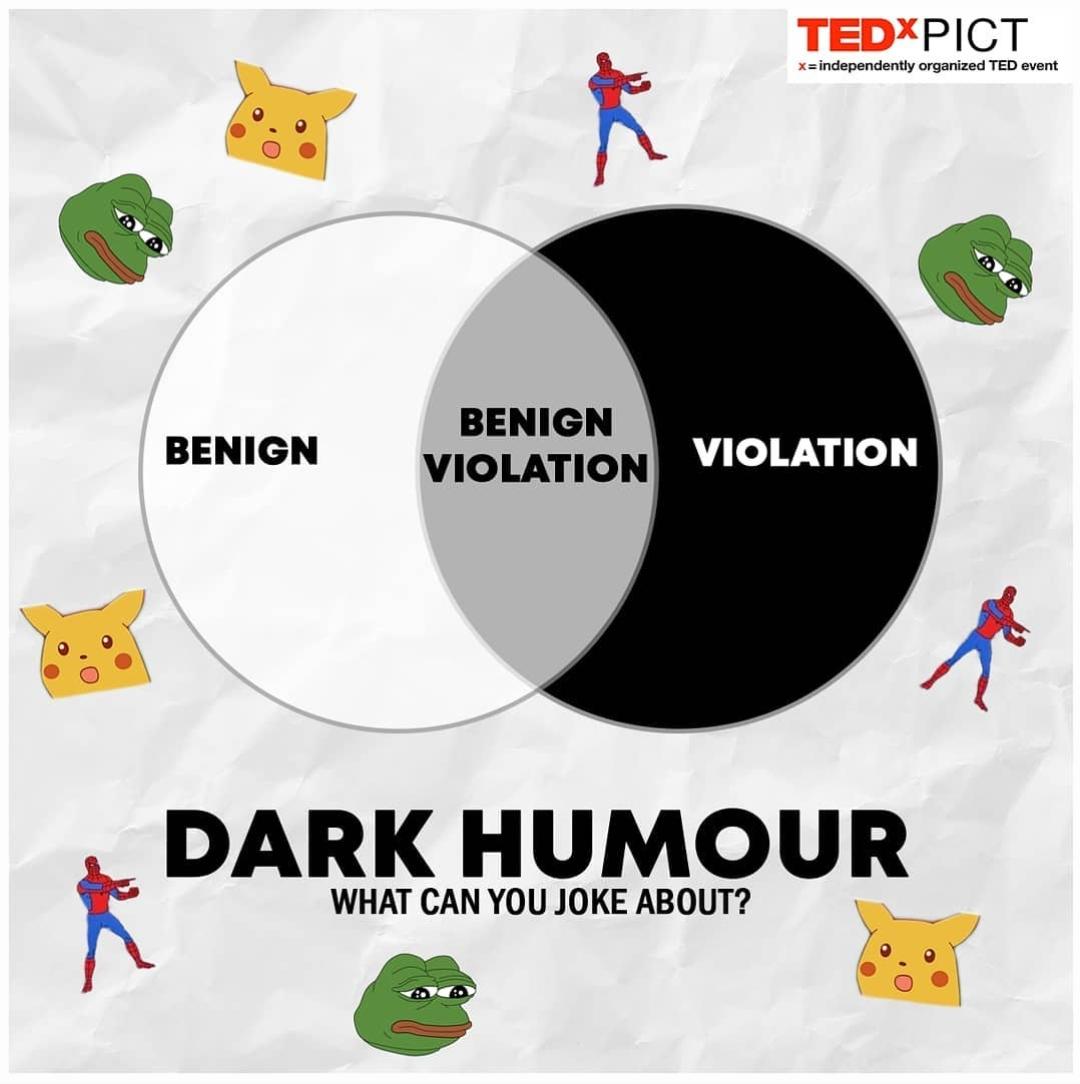 TEDxPICT
x = independently organized TED event
BENIGN
BENIGN
VIOLATION
VIOLATION
DARK HUMOUR
WHAT CAN YOU JOKE ABOUT?